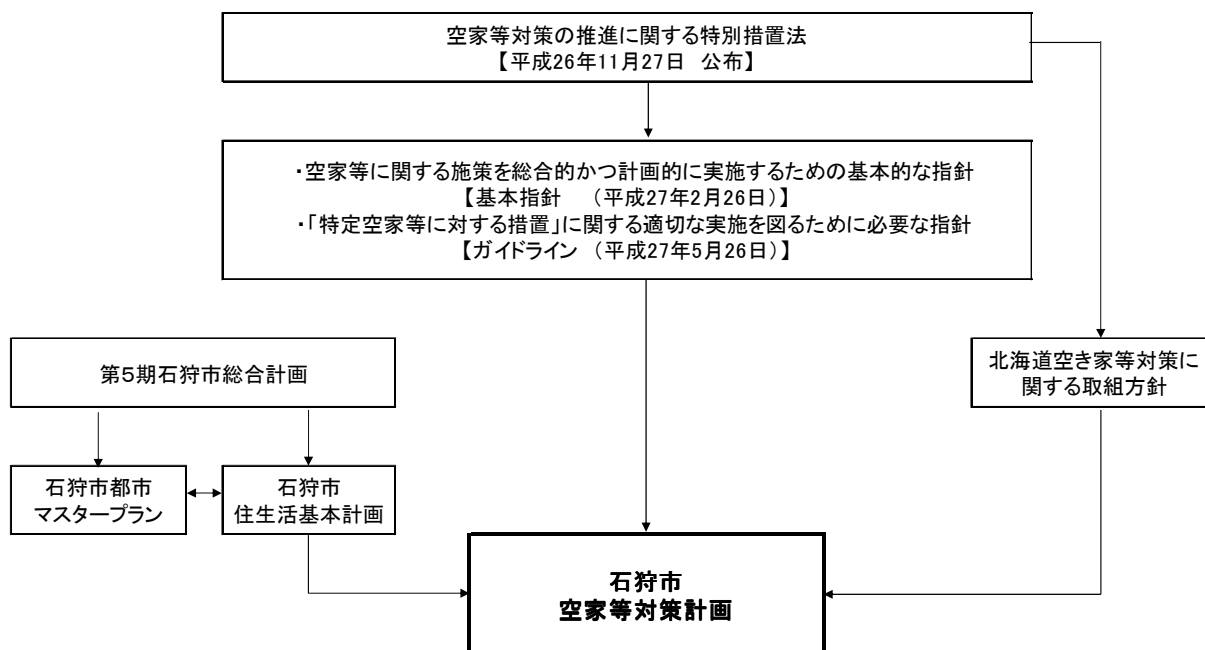 空家等対策の推進に関する特別措置法
【平成26年11月27日　公布】
・空家等に関する施策を総合的かつ計画的に実施するための基本的な指針
【基本指針　（平成27年2月26日）】
・「特定空家等に対する措置」に関する適切な実施を図るために必要な指針
【ガイドライン　（平成27年5月26日）】
第5期石狩市総合計画
北海道空き家等対策に
関する取組方針
石狩市都市
マスタープラン
石狩市
住生活基本計画
石狩市
空家等対策計画